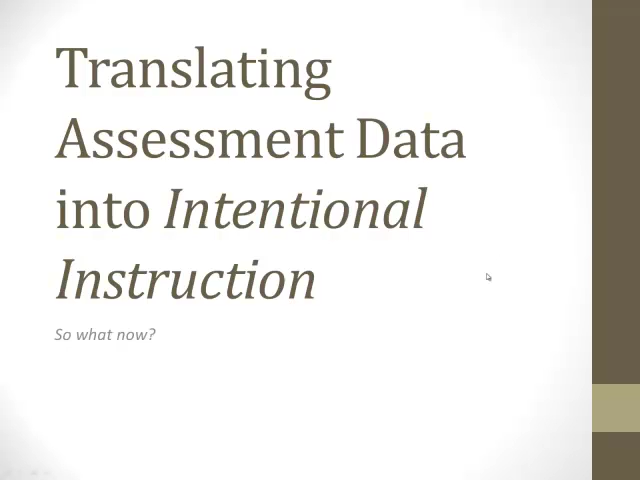 Translating
Assessment Data
into Intentional
Instruction
So what now?